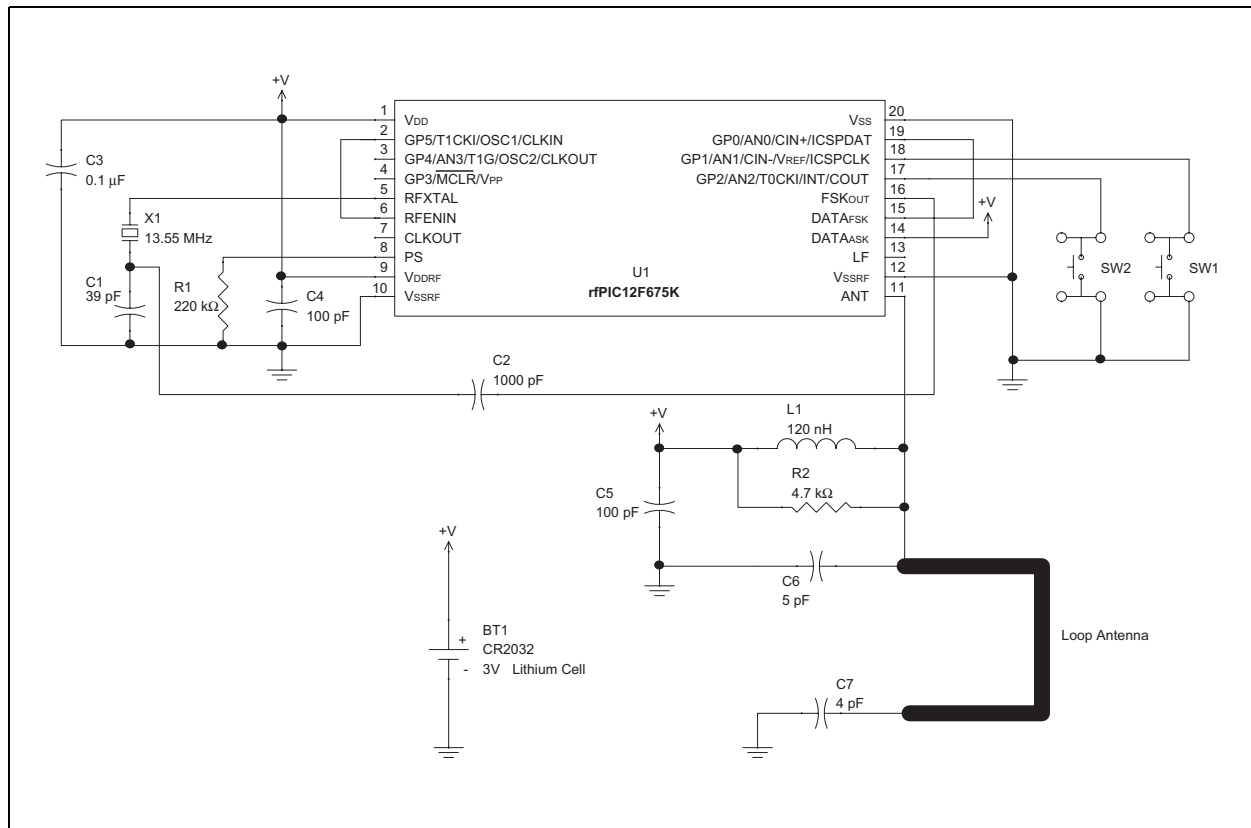 +V
C3
0.1 µF
X1
13.55 MHz
C1
39 pF
R1
220 kΩ
C4
100 pF
1 VDD
2 GP5/T1CKI/OSC1/CLKIN
3 GP4/AN3/T1G/OSC2/CLKOUT
4 GP3/MCLR/VPP
5 RFXTAL
6 RFENIN
7 CLKOUT
8 PS
9 VDDRF
10 VSSRF
U1
rfPIC12F675K
VSS 20
GP0/AN0/CIN+/ICSPDAT 19
GP1/AN1/CIN-/VREF/ICSPCLK 18
GP2/AN2/T0CKI/INT/COUT 17
FSKOUT 16
DATAFSK 15
DATAASK 14
LF 13
VSSRF 12
ANT 11
+V
SW2
SW1
C2
1000 pF
+V
L1
120 nH
R2
4.7 kΩ
C5
100 pF
C6
5 pF
+V
+
BT1
CR2032
- 3V Lithium Cell
Loop Antenna
C7
4 pF